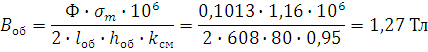 B_об = (Ф · σ_m · 10^6) / (2 · l_об · h_об · k_см) = (0,1013 · 1,16 · 10^6) / (2 · 608 · 80 · 0,95) = 1,27 Тл